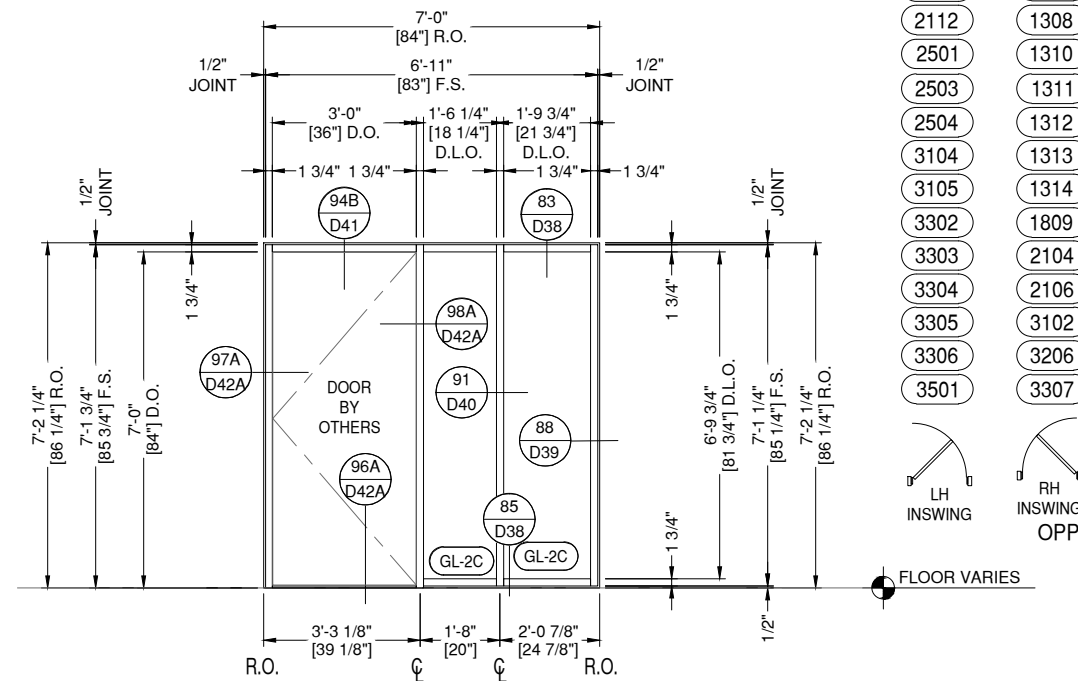 7'-0"
[84"] R.O.
1/2"
JOINT
6'-11"
[83"] F.S.
1/2"
JOINT
3'-0"
[36"] D.O.
1'-6 1/4"
[18 1/4"]
D.L.O.
1'-9 3/4"
[21 3/4"]
D.L.O.
1 3/4" 1 3/4" 1 3/4" 1 3/4"
94B
D41
83
D38
1/2"
JOINT
1 3/4"
7'-2 1/4"
[86 1/4"] R.O.
7'-1 3/4"
[85 3/4"] F.S.
7'-0"
[84"] D.O.
97A
D42A
98A
D42A
91
D40
88
D39
DOOR
BY
OTHERS
96A
D42A
85
D38
GL-2C GL-2C
1/2"
JOINT
1 3/4"
6'-9 3/4"
[81 3/4"] D.L.O.
7'-1 1/4"
[85 1/4"] F.S.
7'-2 1/4"
[86 1/4"] R.O.
1 3/4"
1/2"
3'-3 1/8"
[39 1/8"]
1'-8"
[20"]
2'-0 7/8"
[24 7/8"]
R.O. ℄ ℄ R.O.
2112 1308
2501 1310
2503 1311
2504 1312
3104 1313
3105 1314
3302 1809
3303 2104
3304 2106
3305 3102
3306 3206
3501 3307
LH
INSWING
RH
INSWING
OPP
FLOOR VARIES